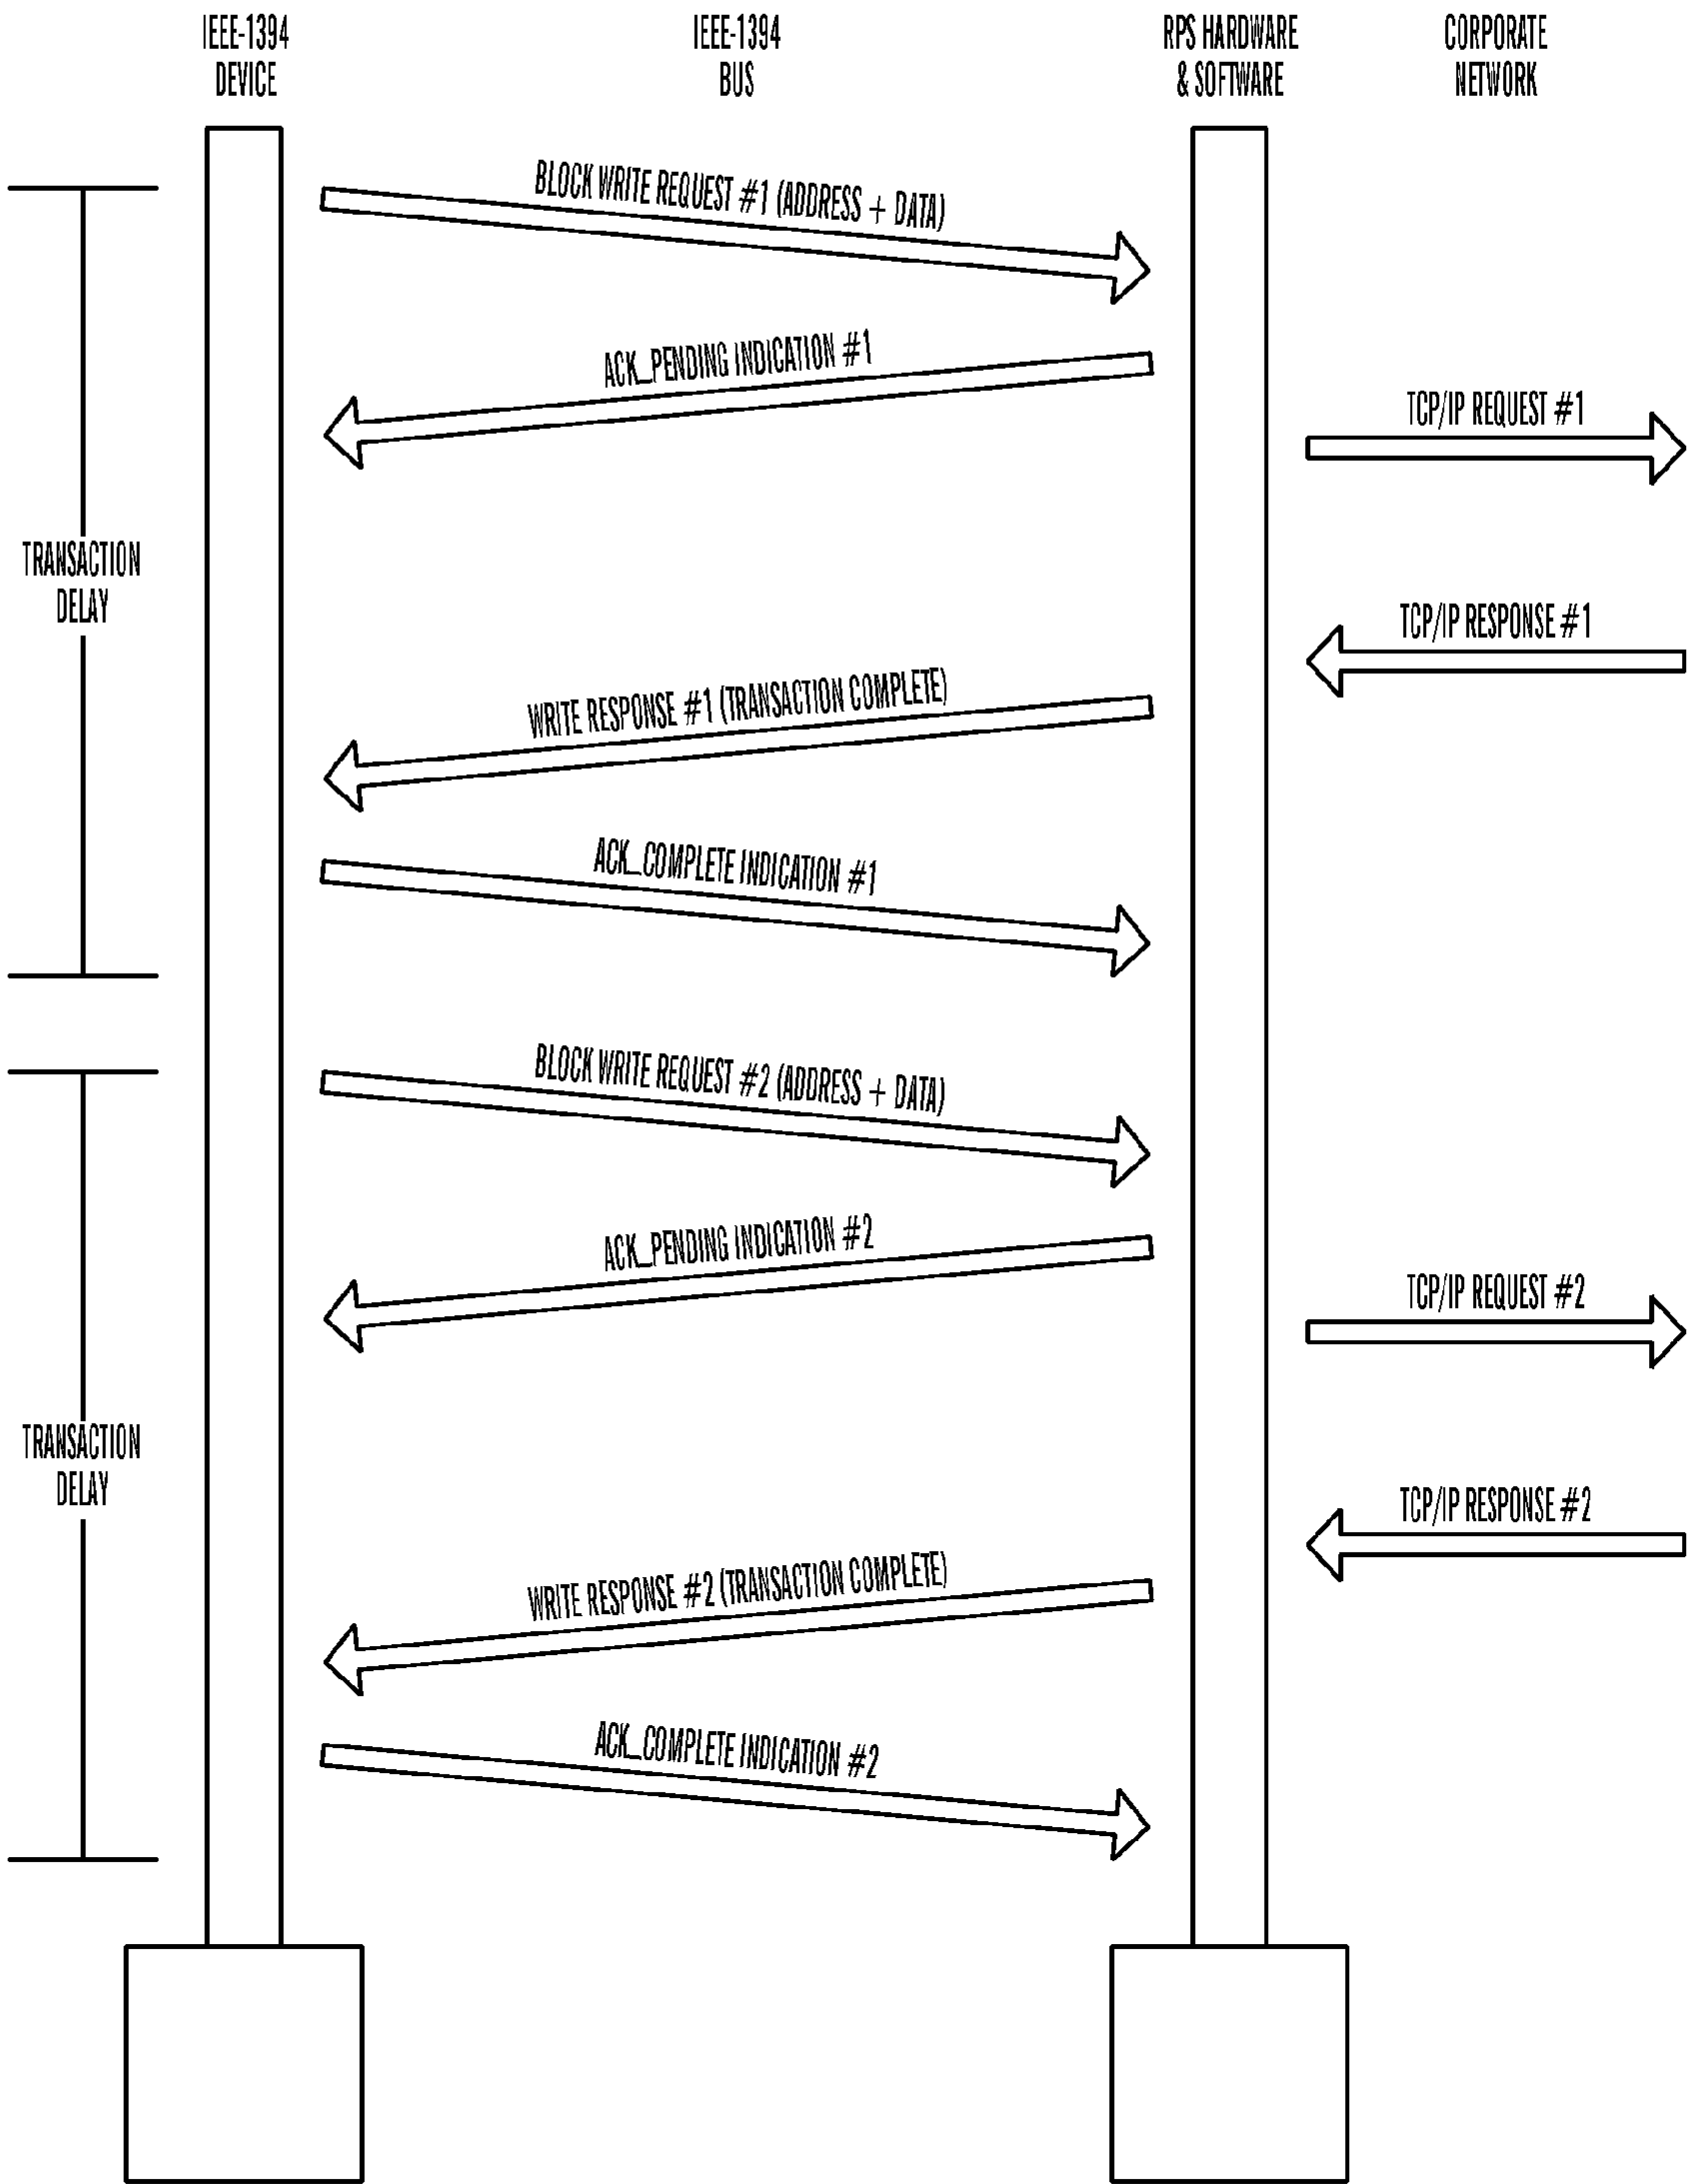 IEEE-1394
DEVICE
IEEE-1394
BUS
RPS HARDWARE
& SOFTWARE
CORPORATE
NETWORK
BLOCK WRITE REQUEST #1 (ADDRESS + DATA)
ACK_PENDING INDICATION #1
TCP/IP REQUEST #1
TRANSACTION
DELAY
TCP/IP RESPONSE #1
WRITE RESPONSE #1 (TRANSACTION COMPLETE)
ACK_COMPLETE INDICATION #1
BLOCK WRITE REQUEST #2 (ADDRESS + DATA)
ACK_PENDING INDICATION #2
TCP/IP REQUEST #2
TRANSACTION
DELAY
TCP/IP RESPONSE #2
WRITE RESPONSE #2 (TRANSACTION COMPLETE)
ACK_COMPLETE INDICATION #2